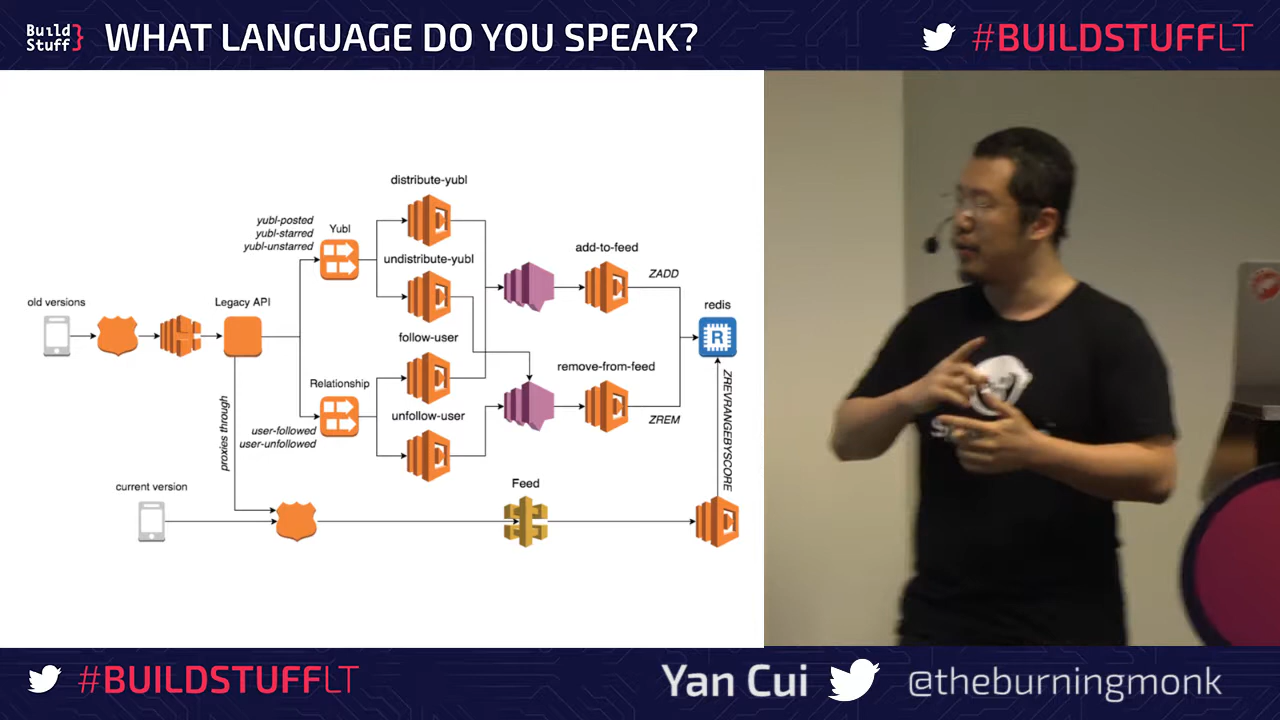 Build
Stuff}
WHAT LANGUAGE DO YOU SPEAK?
#BUILDSTUFFLT
distribute-yubl
yubl-posted
yubl-starred
yubl-unstarred
Yubl
undistribute-yubl
add-to-feed
ZADD
old versions
Legacy API
redis
R
follow-user
Relationship
remove-from-feed
unfollow-user
ZREM
user-followed
user-unfollowed
proxies through
ZREVRANGEBYSCORE
current version
Feed
#BUILDSTUFFLT
Yan Cui
@theburningmonk